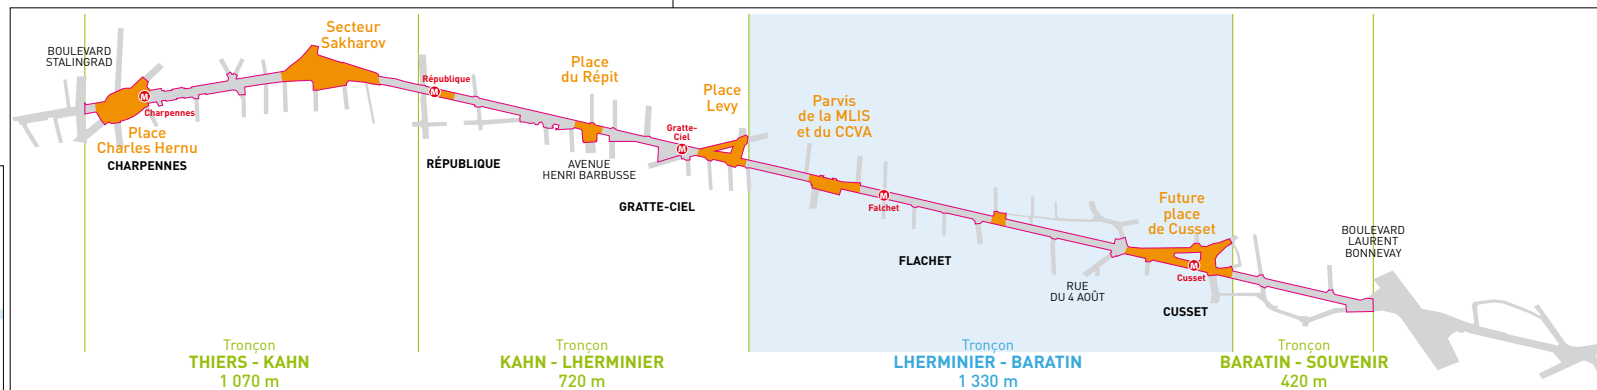 BOULEVARD
STALINGRAD
M
Charpennes
Place
Charles Hernu
CHARPENNES
Secteur
Sakharov
République
M
RÉPUBLIQUE
Place
du Répit
AVENUE
HENRI BARBUSSE
Gratte-
Ciel
M
GRATTE-CIEL
Place
Levy
Parvis
de la MLIS
et du CCVA
M
Falchet
FLACHET
RUE
DU 4 AOÛT
Future
place
de Cusset
M
Cusset
CUSSET
BOULEVARD
LAURENT
BONNEVAY
Tronçon
THIERS - KAHN
1 070 m
Tronçon
KAHN - LHERMINIER
720 m
Tronçon
LHERMINIER - BARATIN
1 330 m
Tronçon
BARATIN - SOUVENIR
420 m